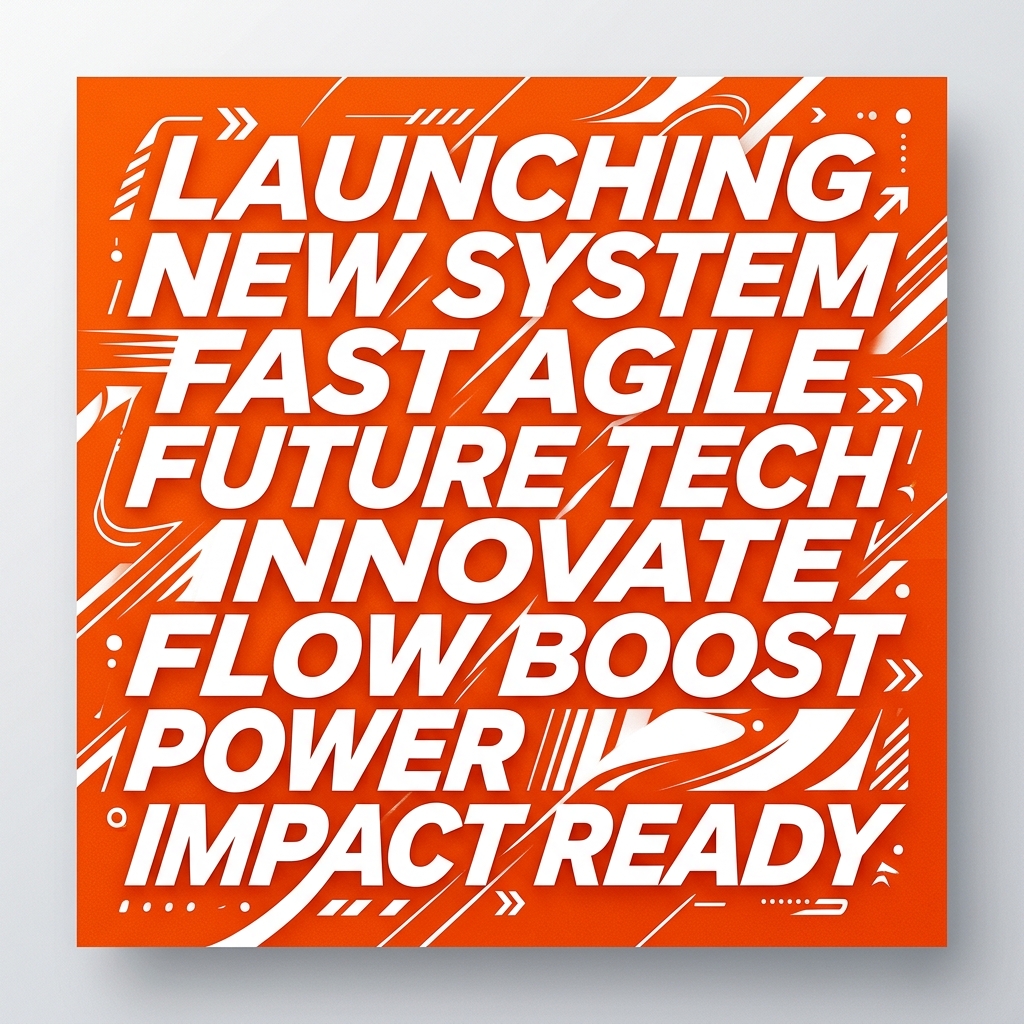 LAUNCHING
NEW SYSTEM
FAST AGILE
FUTURE TECH
INNOVATE
FLOW BOOST
POWER
IMPACT READY